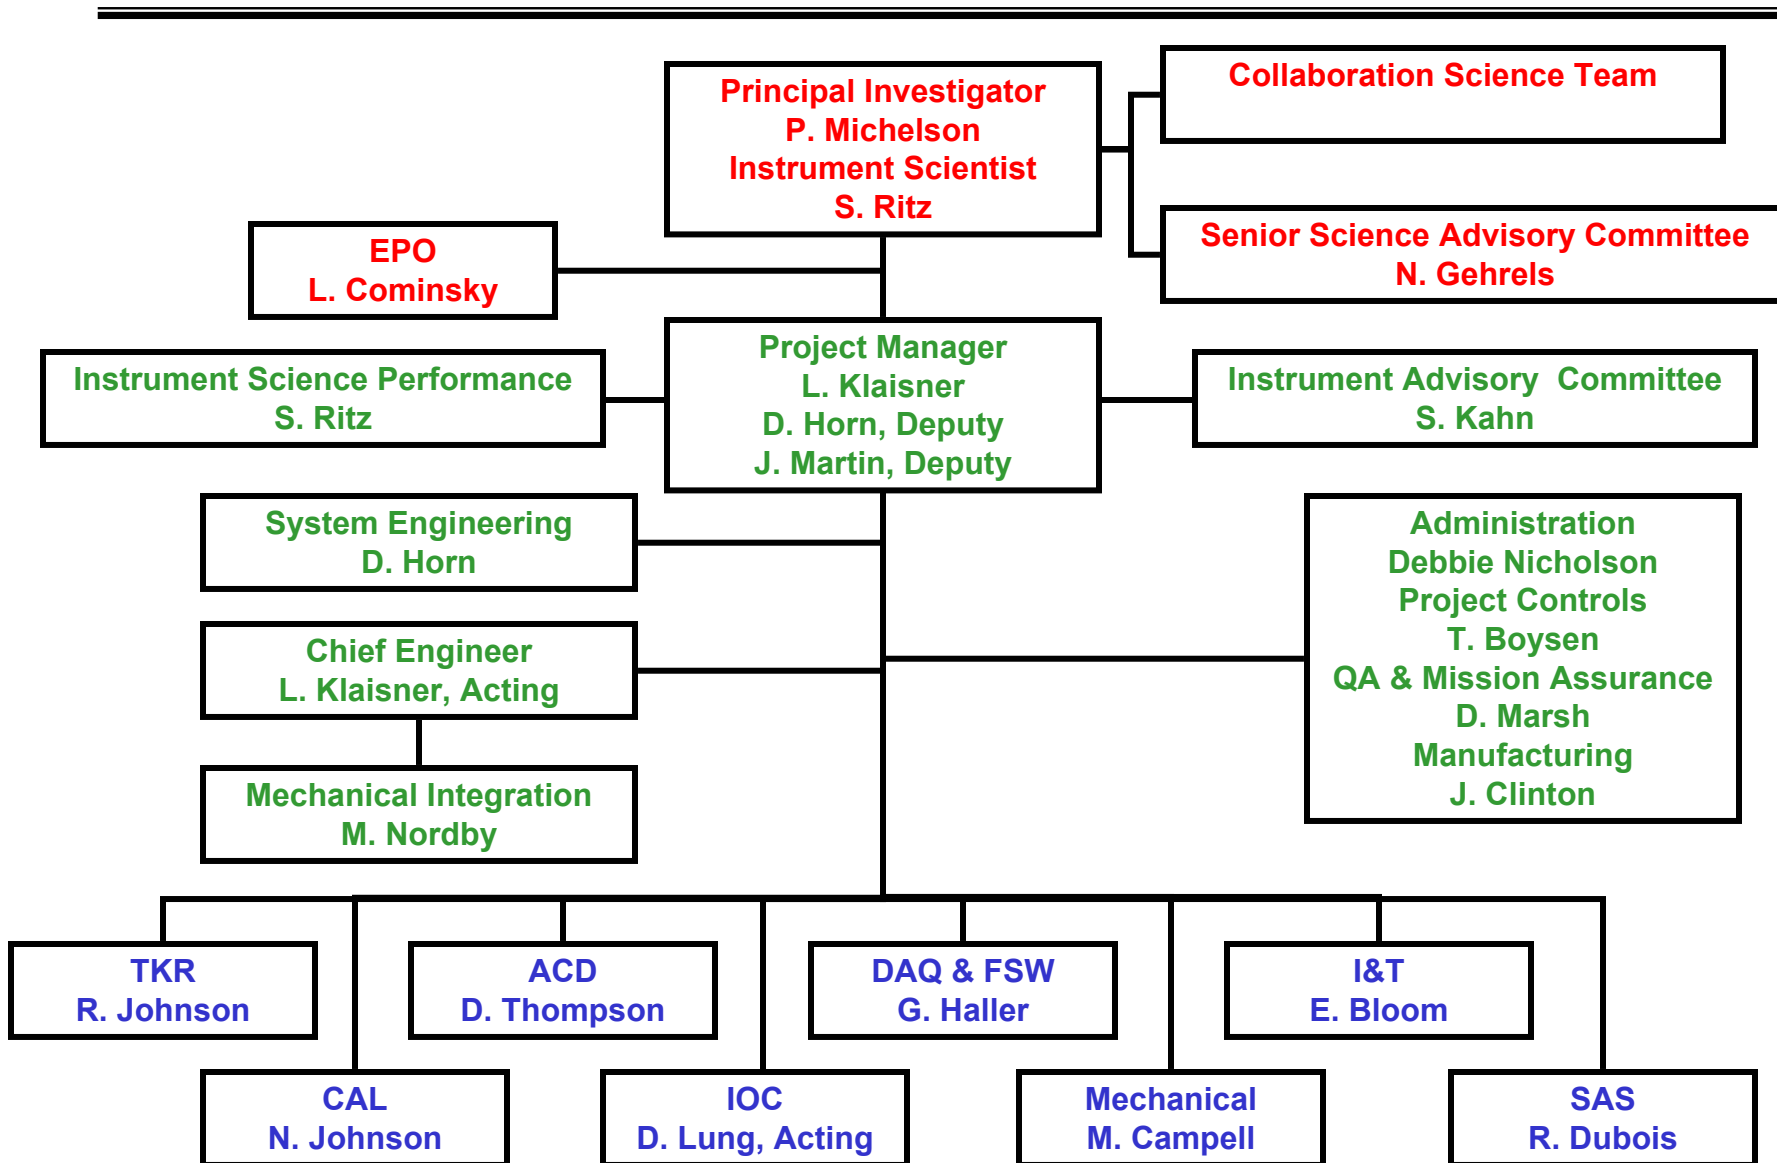 Principal Investigator
P. Michelson
Instrument Scientist
S. Ritz
Collaboration Science Team
Senior Science Advisory Committee
N. Gehrels
EPO
L. Cominsky
Project Manager
L. Klaisner
D. Horn, Deputy
J. Martin, Deputy
Instrument Science Performance
S. Ritz
Instrument Advisory  Committee
S. Kahn
System Engineering
D. Horn
Chief Engineer
L. Klaisner, Acting
Mechanical Integration
M. Nordby
Administration
Debbie Nicholson
Project Controls
T. Boysen
QA & Mission Assurance
D. Marsh
Manufacturing
J. Clinton
TKR
R. Johnson
ACD
D. Thompson
DAQ & FSW
G. Haller
I&T
E. Bloom
CAL
N. Johnson
IOC
D. Lung, Acting
Mechanical
M. Campell
SAS
R. Dubois